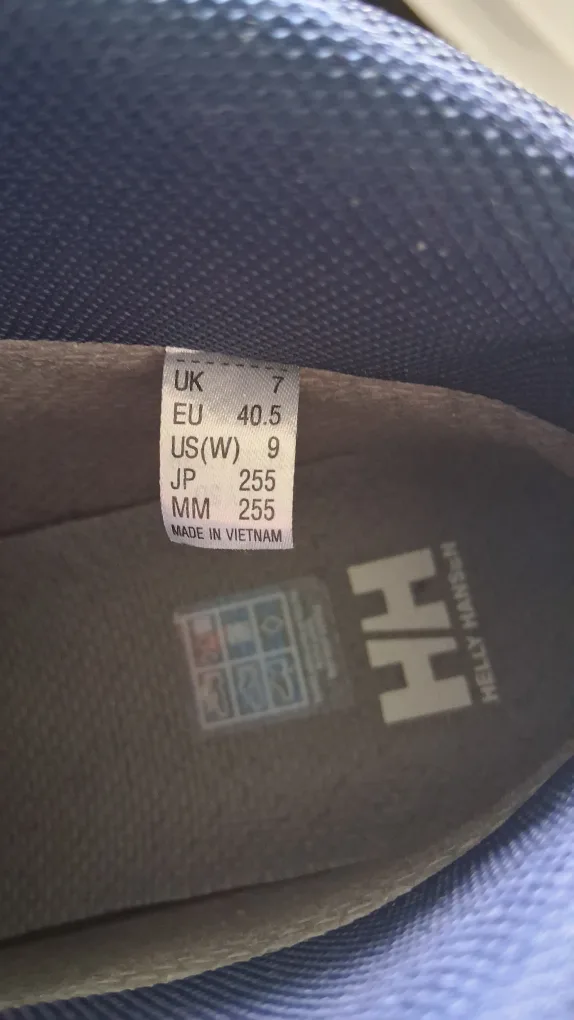 UK 7
EU 40.5
US(W) 9
JP 255
MM 255
MADE IN VIETNAM
HH
HELLY HANSEN